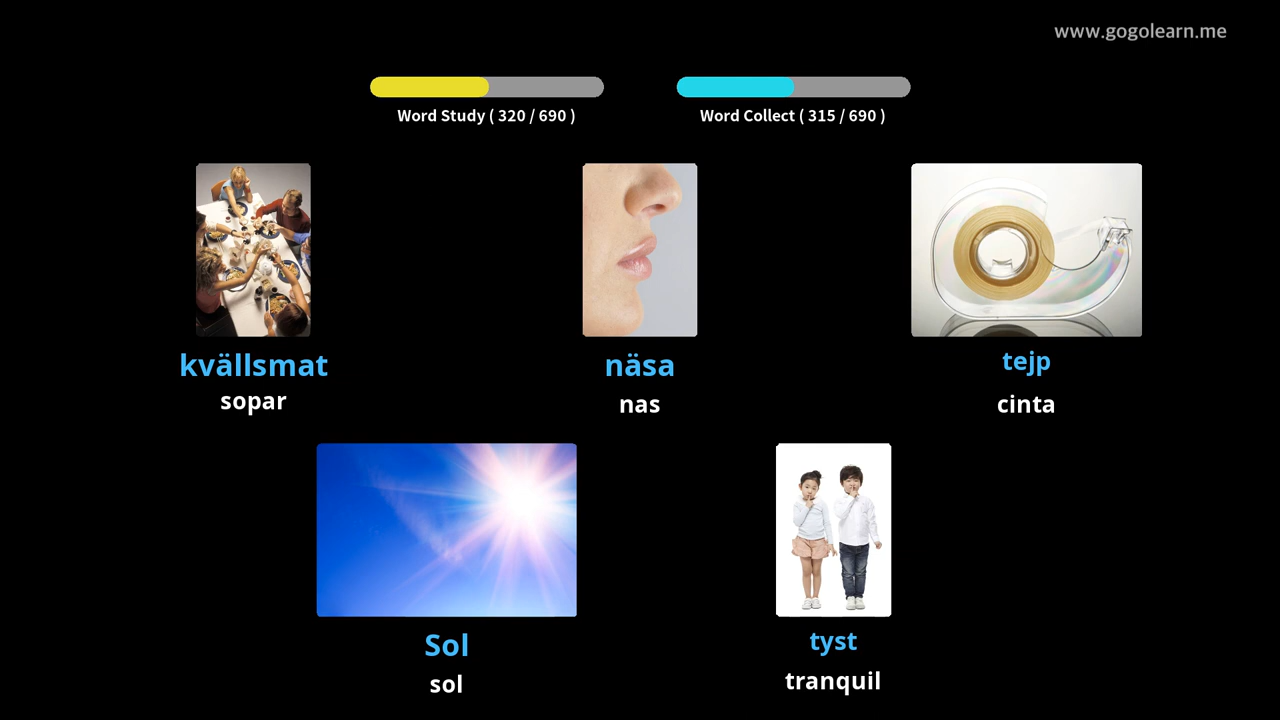 www.gogolearn.me
Word Study ( 320 / 690 )
Word Collect ( 315 / 690 )
kvällsmat
sopar
näsa
nas
tejp
cinta
Sol
sol
tyst
tranquil